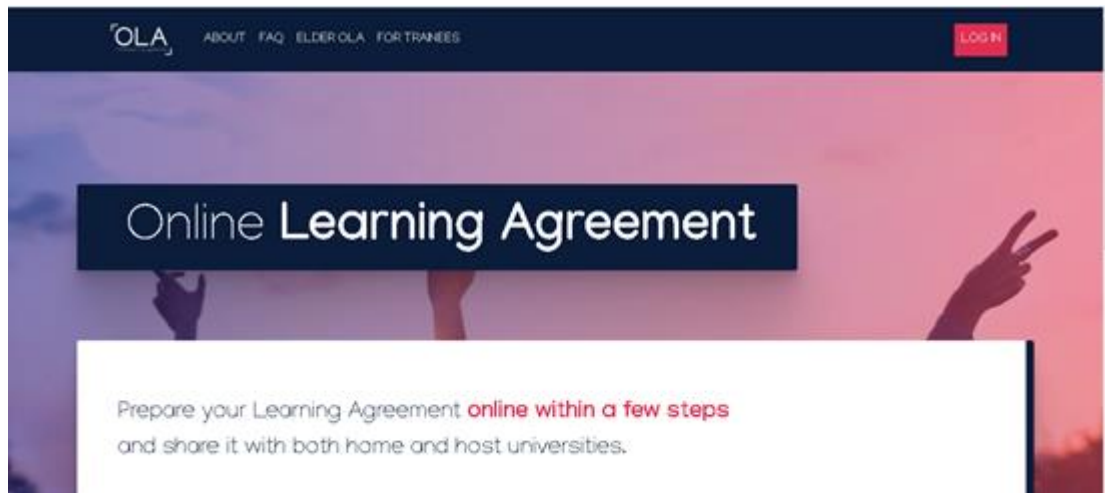 OLA
ABOUT FAQ ELDER OLA FOR TRAINEES
LOG IN
Online Learning Agreement
Prepare your Learning Agreement online within a few steps
and share it with both home and host universities.